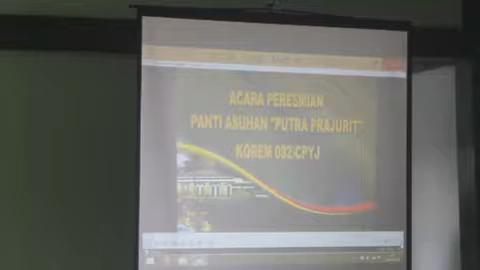 ACARA PERESMIAN
PANTI ASUHAN "PUTRA PRAJURIT"
KOREM 082/CPYJ